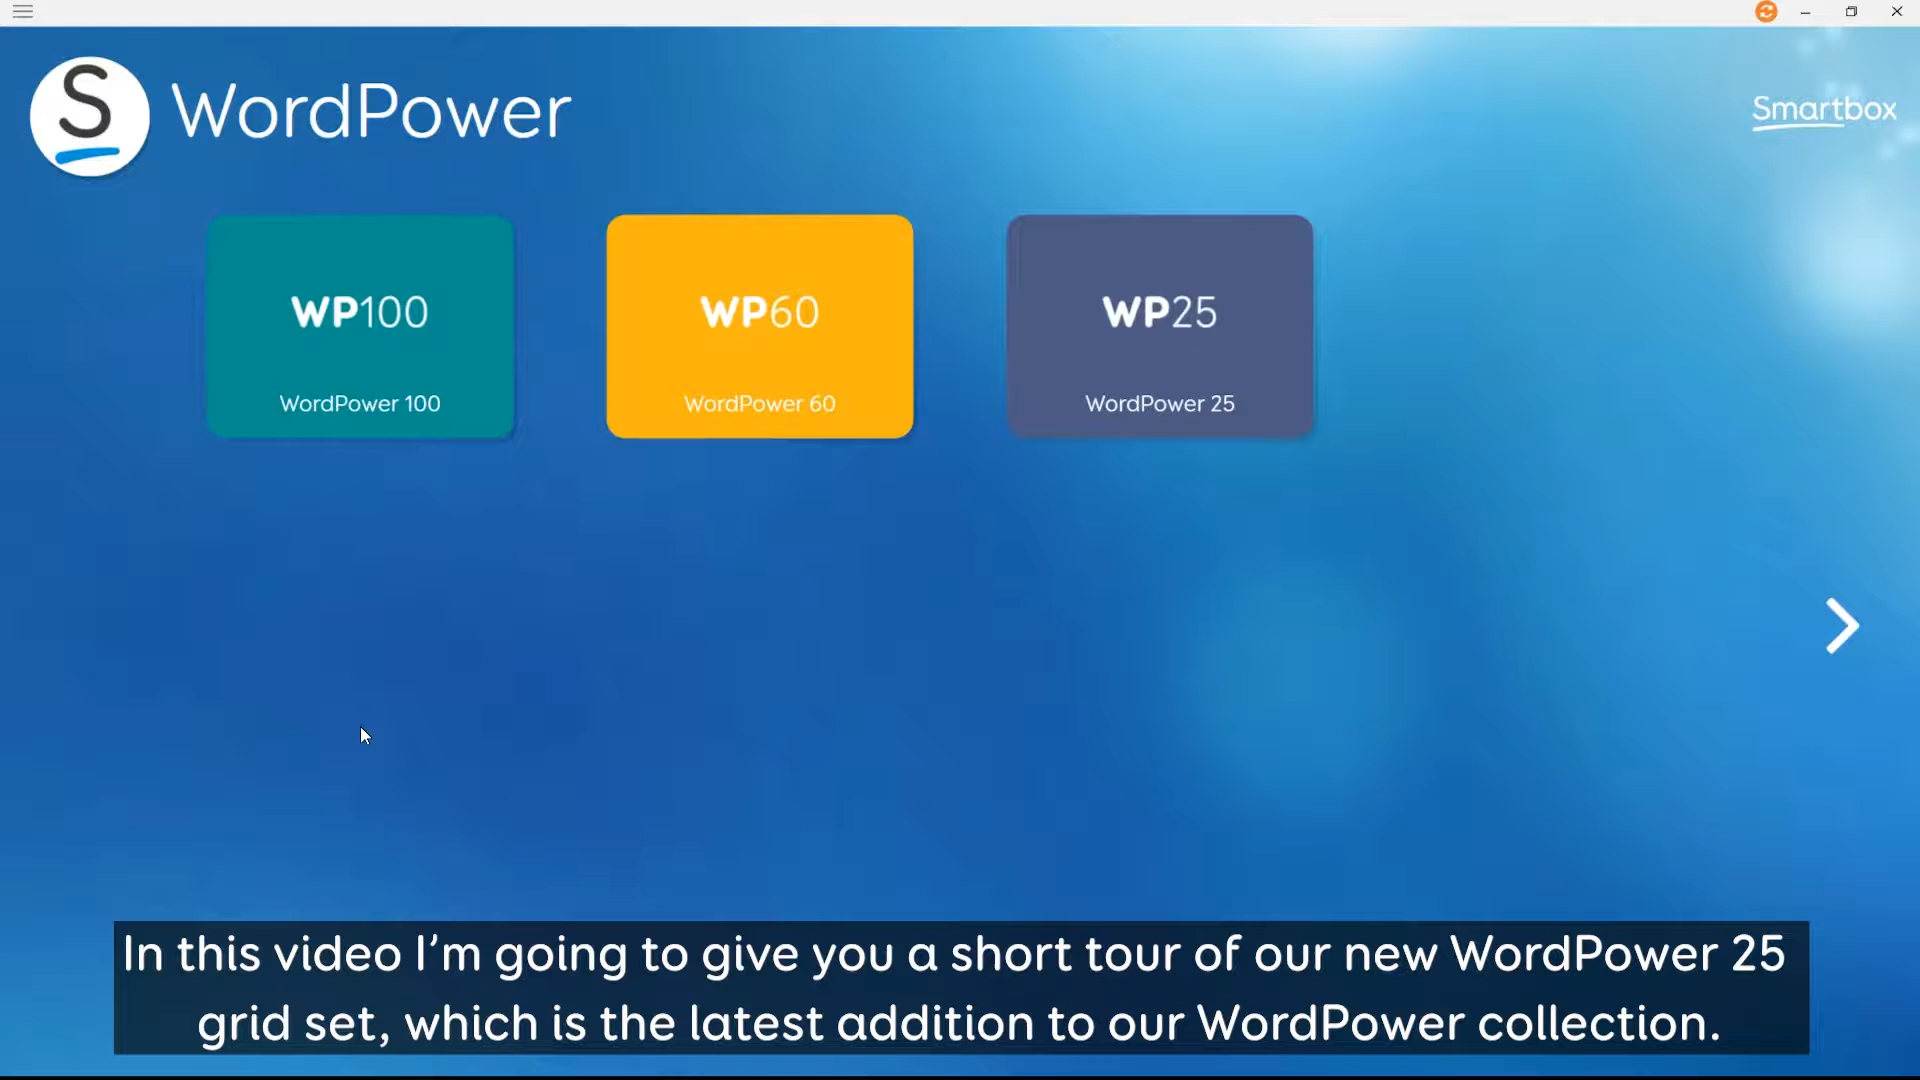 S WordPower
Smartbox
WP100
WordPower 100
WP60
WordPower 60
WP25
WordPower 25
In this video I'm going to give you a short tour of our new WordPower 25
grid set, which is the latest addition to our WordPower collection.